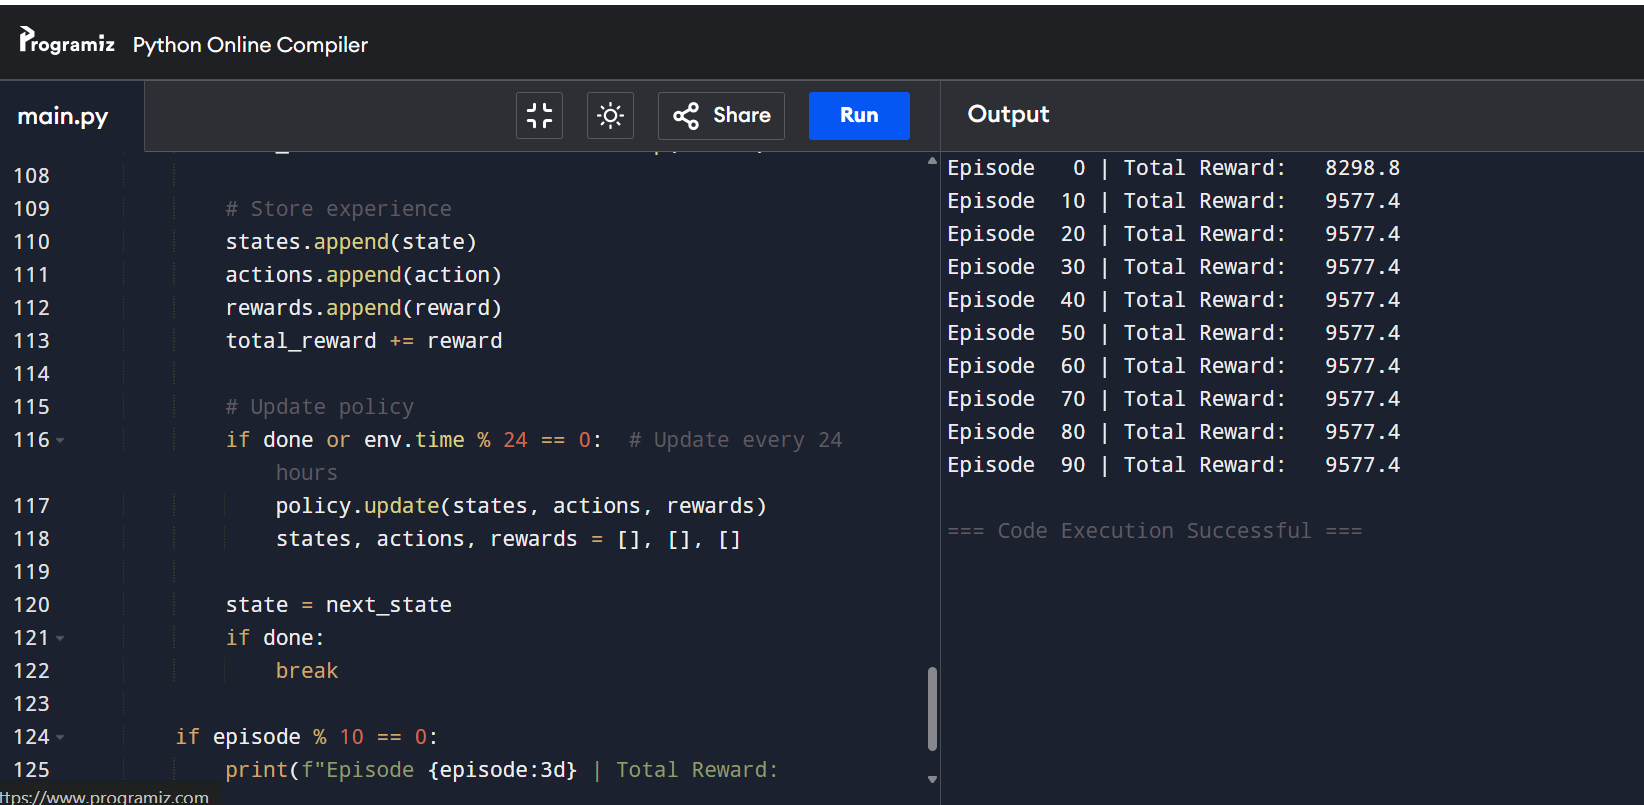 Programiz Python Online Compiler
main.py
Share
Run
Output
108
109 # Store experience
110 states.append(state)
111 actions.append(action)
112 rewards.append(reward)
113 total_reward += reward
114
115 # Update policy
116 if done or env.time % 24 == 0:  # Update every 24
hours
117 policy.update(states, actions, rewards)
118 states, actions, rewards = [], [], []
119
120 state = next_state
121 if done:
122 break
123
124 if episode % 10 == 0:
125 print(f"Episode {episode:3d} | Total Reward:
ttps://www.programiz.com
Episode   0 | Total Reward:   8298.8
Episode  10 | Total Reward:   9577.4
Episode  20 | Total Reward:   9577.4
Episode  30 | Total Reward:   9577.4
Episode  40 | Total Reward:   9577.4
Episode  50 | Total Reward:   9577.4
Episode  60 | Total Reward:   9577.4
Episode  70 | Total Reward:   9577.4
Episode  80 | Total Reward:   9577.4
Episode  90 | Total Reward:   9577.4
=== Code Execution Successful ===